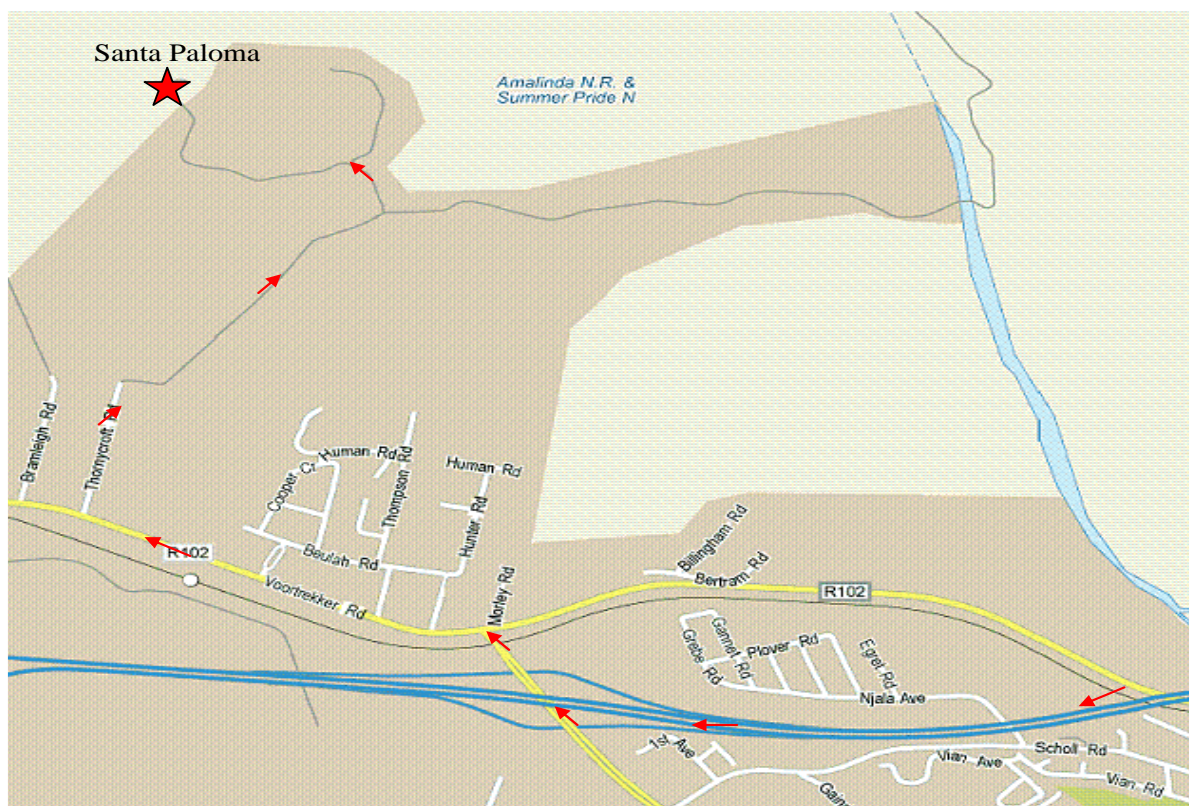 Santa Paloma
Amalinda N.R. &
Summer Pride N
Bramleigh Rd
Thornycroft Rd
Cooper Cr
Human Rd
Thompson Rd
Human Rd
Hunter Rd
Beulah Rd
R102
Voortrekker Rd
Morley Rd
Billingham Rd
Bertram Rd
R102
Gannet Rd
Grebe Rd
Plover Rd
Egret Rd
Njala Ave
1st Ave
Scholl Rd
Vian Ave
Vian Rd